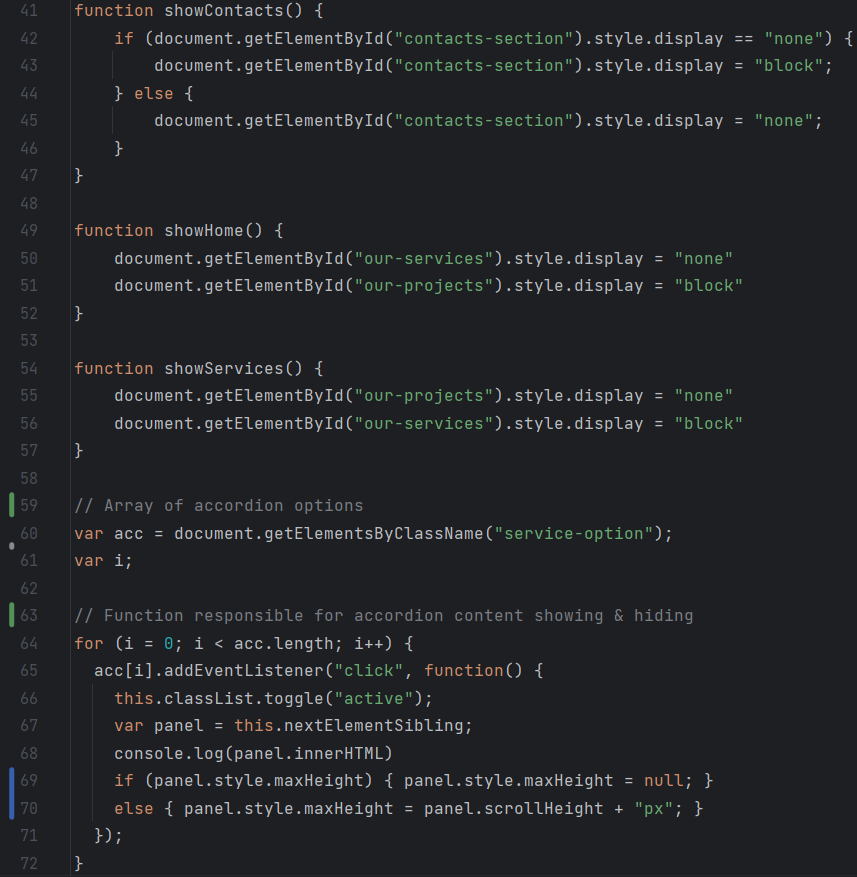 41 function showContacts() {
42     if (document.getElementById("contacts-section").style.display == "none") {
43         document.getElementById("contacts-section").style.display = "block";
44     } else {
45         document.getElementById("contacts-section").style.display = "none";
46     }
47 }
48
49 function showHome() {
50     document.getElementById("our-services").style.display = "none"
51     document.getElementById("our-projects").style.display = "block"
52 }
53
54 function showServices() {
55     document.getElementById("our-projects").style.display = "none"
56     document.getElementById("our-services").style.display = "block"
57 }
58
59 // Array of accordion options
60 var acc = document.getElementsByClassName("service-option");
61 var i;
62
63 // Function responsible for accordion content showing & hiding
64 for (i = 0; i < acc.length; i++) {
65   acc[i].addEventListener("click", function() {
66     this.classList.toggle("active");
67     var panel = this.nextElementSibling;
68     console.log(panel.innerHTML)
69     if (panel.style.maxHeight) { panel.style.maxHeight = null; }
70     else { panel.style.maxHeight = panel.scrollHeight + "px"; }
71   });
72 }